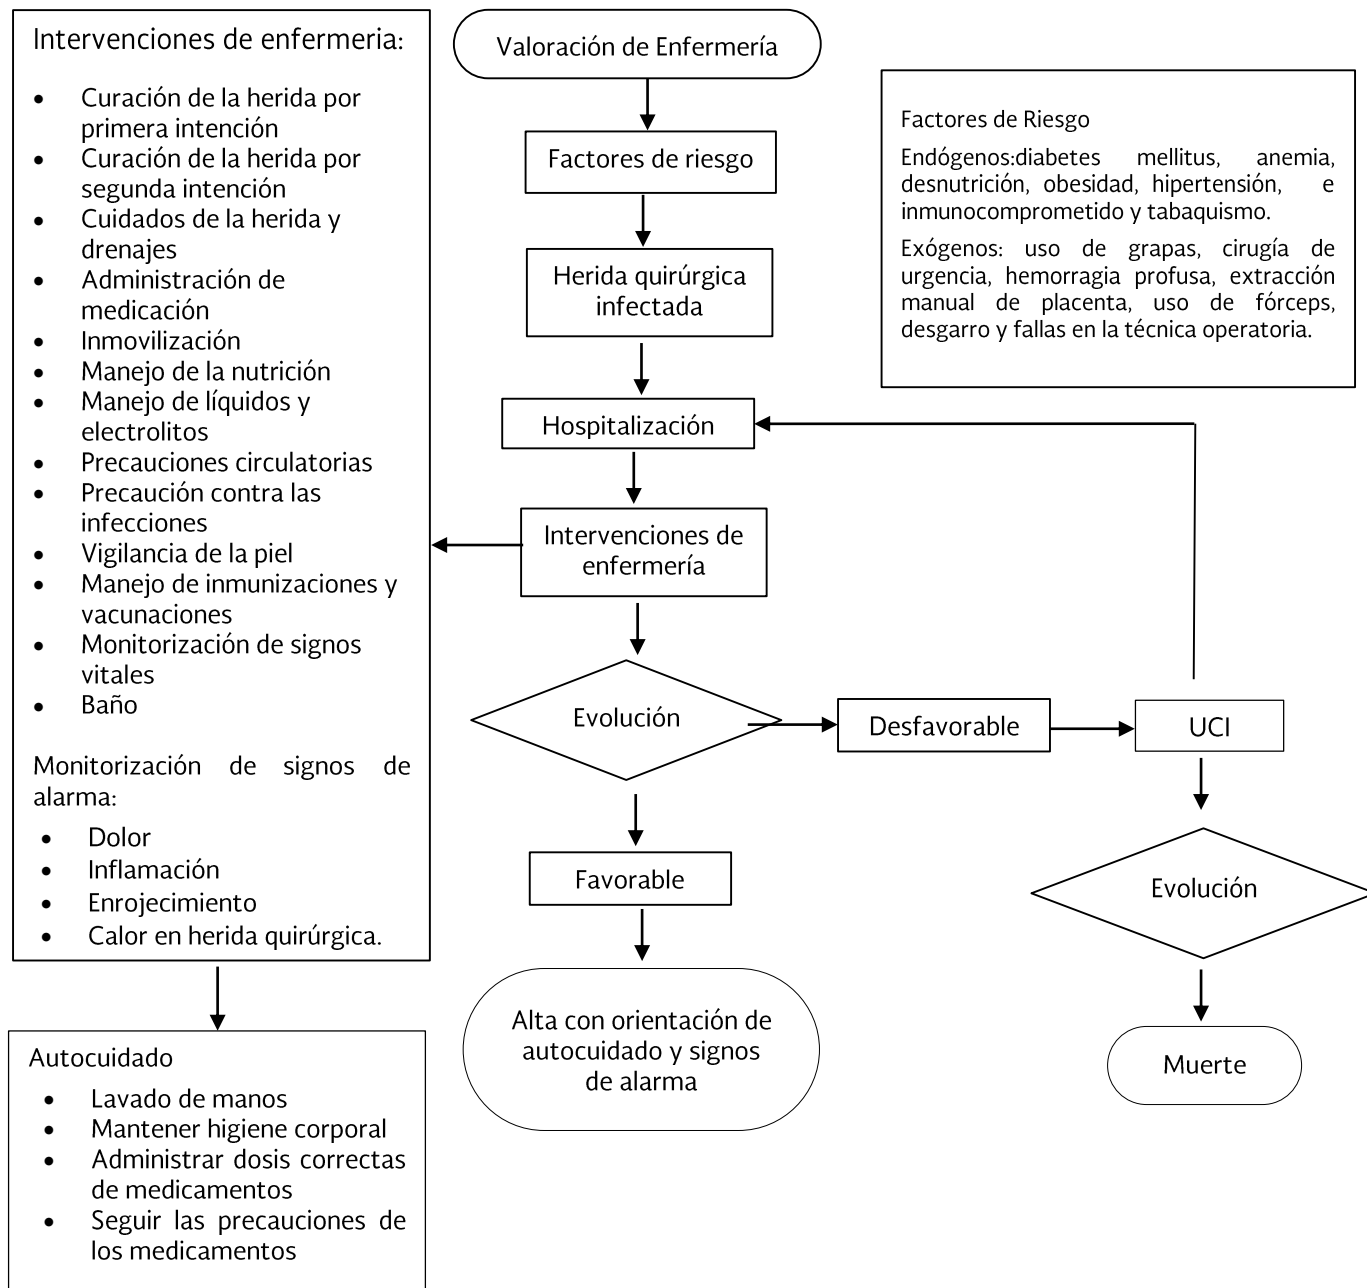 Intervenciones de enfermeria:
Curación de la herida por
primera intención
Curación de la herida por
segunda intención
Cuidados de la herida y
drenajes
Administración de
medicación
Inmovilización
Manejo de la nutrición
Manejo de líquidos y
electrolitos
Precauciones circulatorias
Precaución contra las
infecciones
Vigilancia de la piel
Manejo de inmunizaciones y
vacunaciones
Monitorización de signos
vitales
Baño
Monitorización de signos de
alarma:
Dolor
Inflamación
Enrojecimiento
Calor en herida quirúrgica.
Autocuidado
Lavado de manos
Mantener higiene corporal
Administrar dosis correctas
de medicamentos
Seguir las precauciones de
los medicamentos
Valoración de Enfermería
Factores de riesgo
Herida quirúrgica
infectada
Hospitalización
Intervenciones de
enfermería
Evolución
Favorable
Alta con orientación de
autocuidado y signos
de alarma
Desfavorable
UCI
Evolución
Muerte
Factores de Riesgo
Endógenos:diabetes mellitus, anemia,
desnutrición, obesidad, hipertensión, e
inmunocomprometido y tabaquismo.
Exógenos: uso de grapas, cirugía de
urgencia, hemorragia profusa, extracción
manual de placenta, uso de fórceps,
desgarro y fallas en la técnica operatoria.